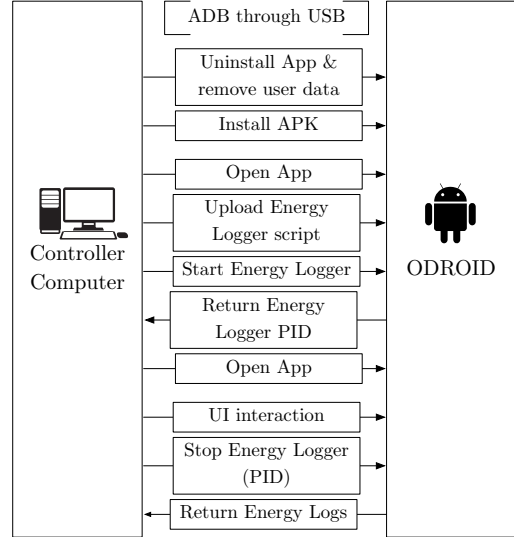 ADB through USB
Uninstall App &
remove user data
Install APK
Open App
Upload Energy
Logger script
Controller
Computer
Start Energy Logger
ODROID
Return Energy
Logger PID
Open App
UI interaction
Stop Energy Logger
(PID)
Return Energy Logs